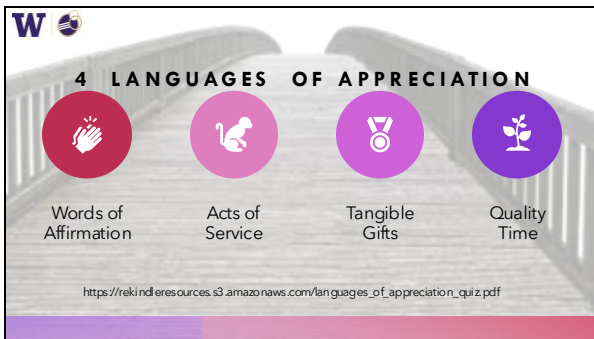 W
4 LANGUAGES OF APPRECIATION
Words of
Affirmation
Acts of
Service
Tangible
Gifts
Quality
Time
https://rekindleresources.s3.amazonaws.com/languages_of_appreciation_quiz.pdf